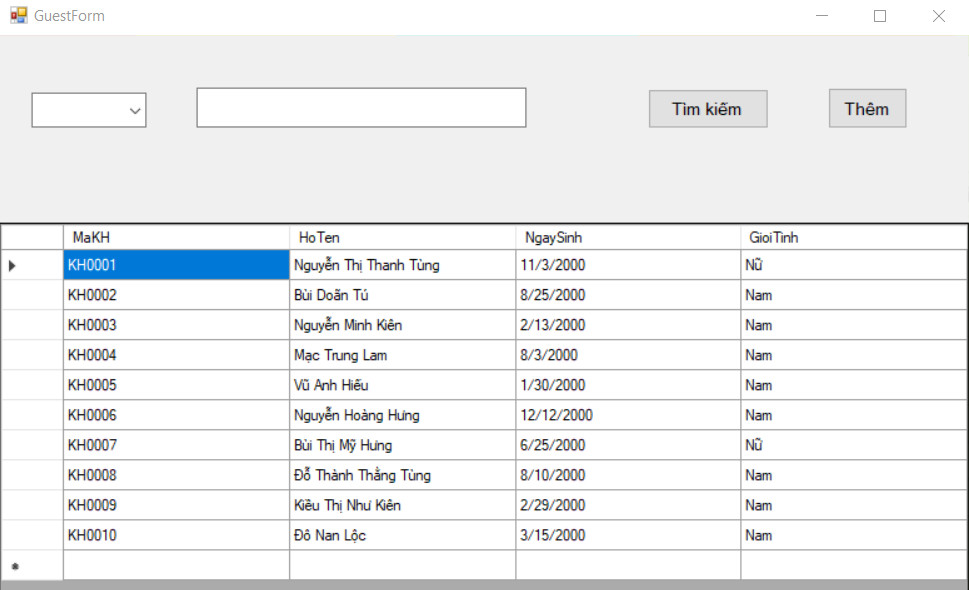 GuestForm
Tìm kiếm Thêm
MaKH HoTen NgaySinh GioiTinh
KH0001 Nguyễn Thị Thanh Tùng 11/3/2000 Nữ
KH0002 Bùi Doãn Tú 8/25/2000 Nam
KH0003 Nguyễn Minh Kiên 2/13/2000 Nam
KH0004 Mạc Trung Lam 8/3/2000 Nam
KH0005 Vũ Anh Hiếu 1/30/2000 Nam
KH0006 Nguyễn Hoàng Hưng 12/12/2000 Nam
KH0007 Bùi Thị Mỹ Hưng 6/25/2000 Nữ
KH0008 Đỗ Thành Thằng Tùng 8/10/2000 Nam
KH0009 Kiều Thị Như Kiên 2/29/2000 Nam
KH0010 Đô Nan Lộc 3/15/2000 Nam